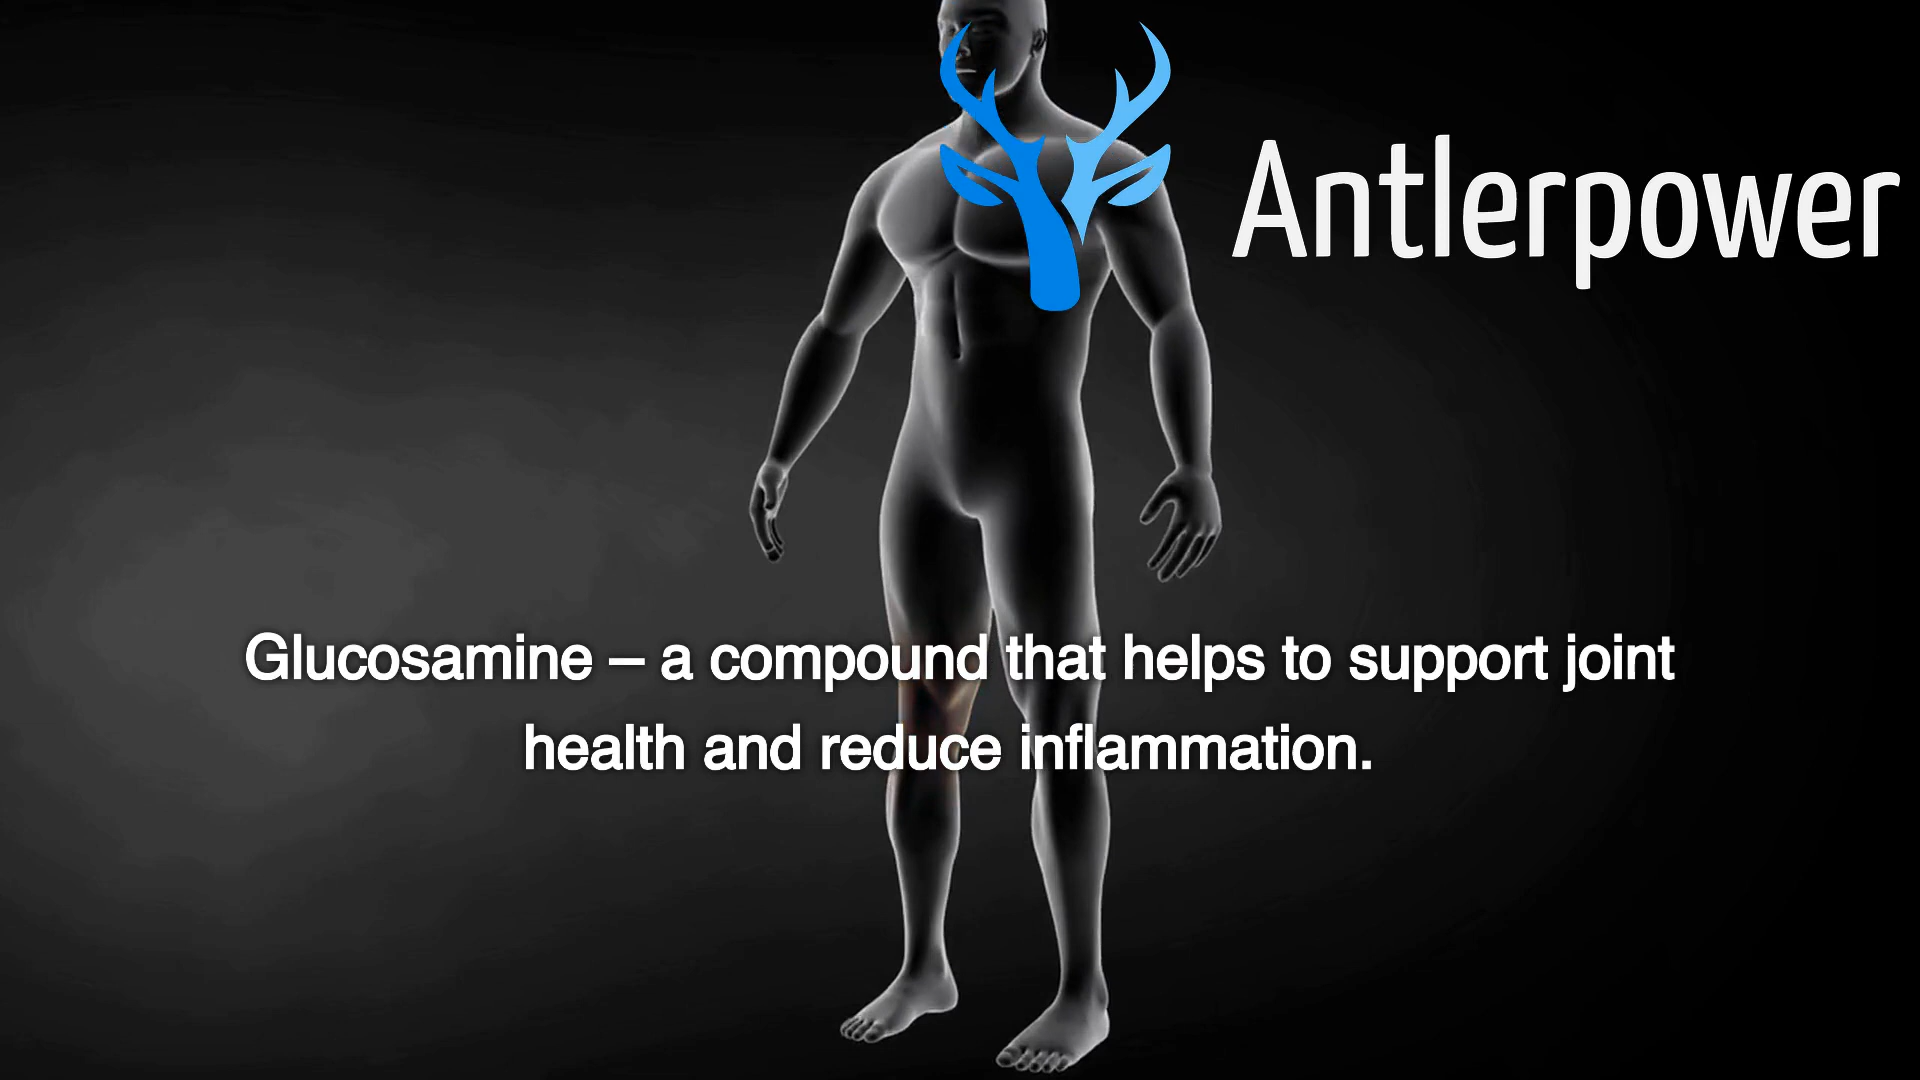 Antlerpower
Glucosamine – a compound that helps to support joint
health and reduce inflammation.